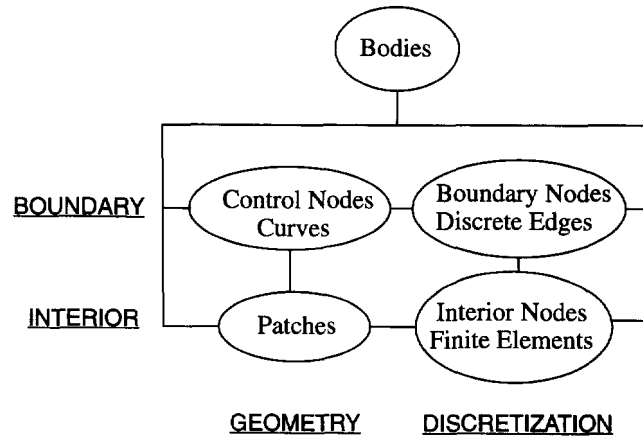 Bodies
BOUNDARY
Control Nodes
Curves
Boundary Nodes
Discrete Edges
INTERIOR
Patches
Interior Nodes
Finite Elements
GEOMETRY
DISCRETIZATION